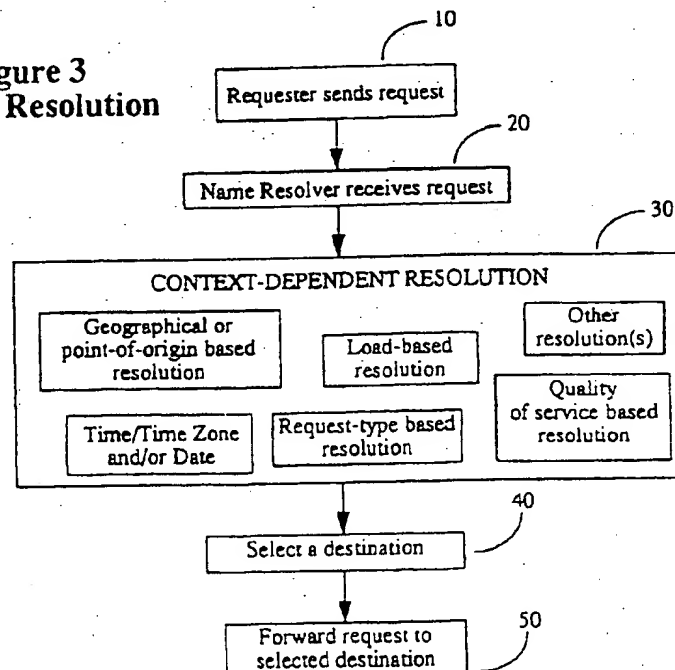 gure 3
Resolution
10
Requester sends request
20
Name Resolver receives request
30
CONTEXT-DEPENDENT RESOLUTION
Geographical or
point-of-origin based
resolution
Load-based
resolution
Other
resolution(s)
Time/Time Zone
and/or Date
Request-type based
resolution
Quality
of service based
resolution
40
Select a destination
50
Forward request to
selected destination